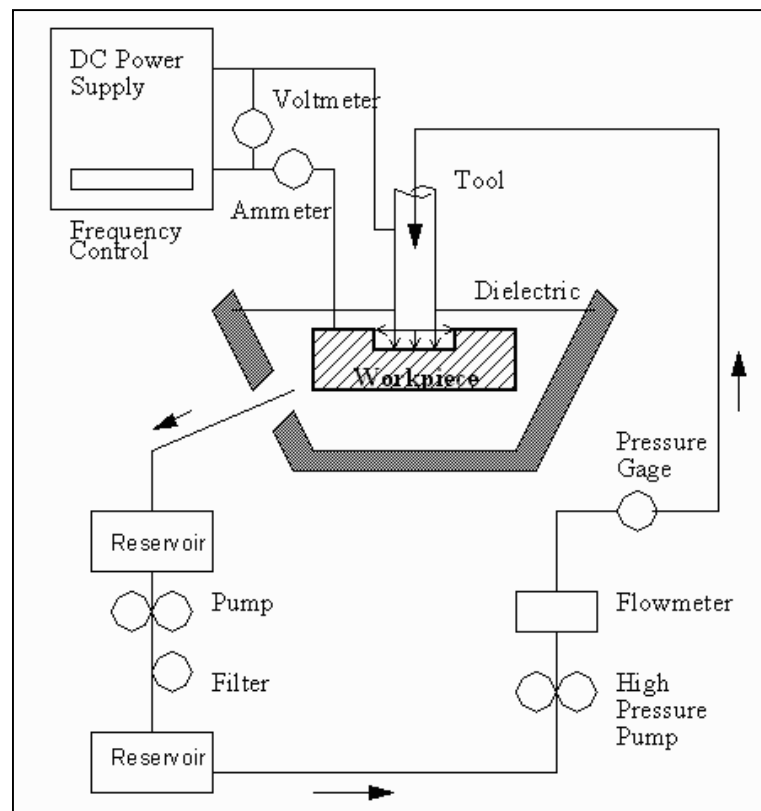 DC Power
Supply
Voltmeter
Ammeter
Frequency
Control
Tool
Dielectric
Workpiece
Pressure
Gage
Reservoir
Pump
Flowmeter
Filter
High
Pressure
Pump
Reservoir